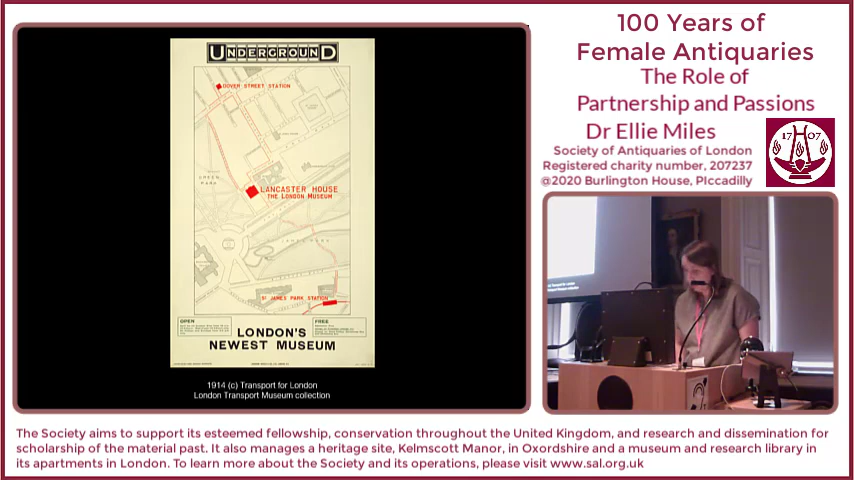 UNDERGROUND
DOVER STREET STATION
GREEN
PARK
LANCASTER HOUSE
THE LONDON MUSEUM
ST JAMES PARK STATION
OPEN
FREE
LONDON'S
NEWEST MUSEUM
1914 (c) Transport for London
London Transport Museum collection
100 Years of
Female Antiquaries
The Role of
Partnership and Passions
Dr Ellie Miles
Society of Antiquaries of London
Registered charity number, 207237
@2020 Burlington House, PIccadilly
17 07
The Society aims to support its esteemed fellowship, conservation throughout the United Kingdom, and research and dissemination for
scholarship of the material past. It also manages a heritage site, Kelmscott Manor, in Oxordshire and a museum and research library in
its apartments in London. To learn more about the Society and its operations, please visit www.sal.org.uk